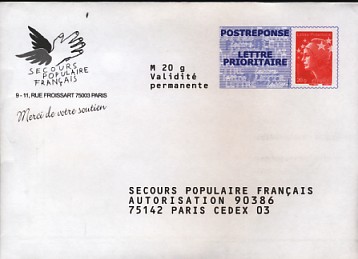 SECOURS
POPULAIRE
FRANÇAIS
9 - 11, RUE FROISSART 75003 PARIS
Merci de votre soutien
M 20 g
Validité
permanente
POSTREPONSE
LETTRE
PRIORITAIRE
SECOURS POPULAIRE FRANÇAIS
AUTORISATION 90386
75142 PARIS CEDEX 03